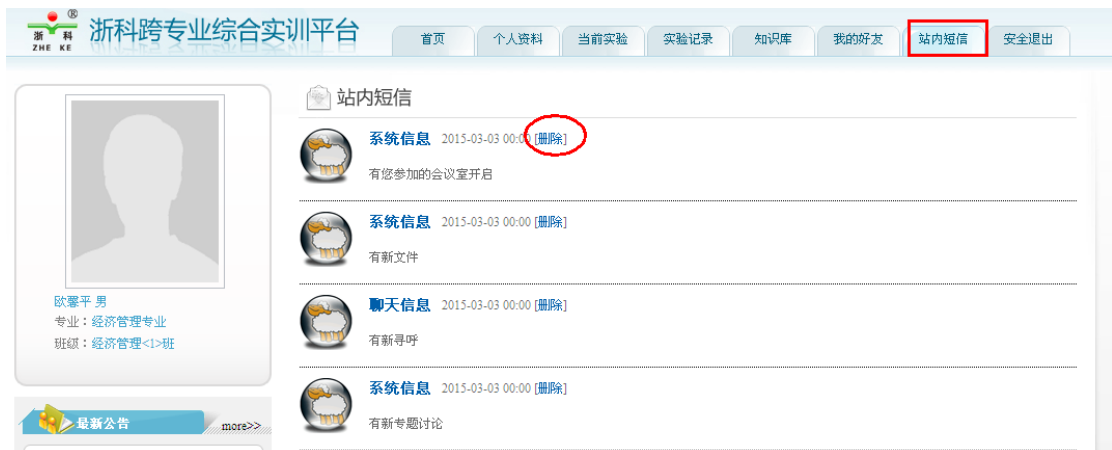 ®
浙 科
ZHE KE
浙科跨专业综合实训平台
首页 个人资料 当前实验 实验记录 知识库 我的好友 站内短信 安全退出
站内短信
系统信息 2015-03-03 00:00 [删除]
有您参加的会议室开启
系统信息 2015-03-03 00:00 [删除]
有新文件
聊天信息 2015-03-03 00:00 [删除]
有新寻呼
系统信息 2015-03-03 00:00 [删除]
有新专题讨论
欧馨平 男
专业：经济管理专业
班级：经济管理<1>班
最新公告 more>>